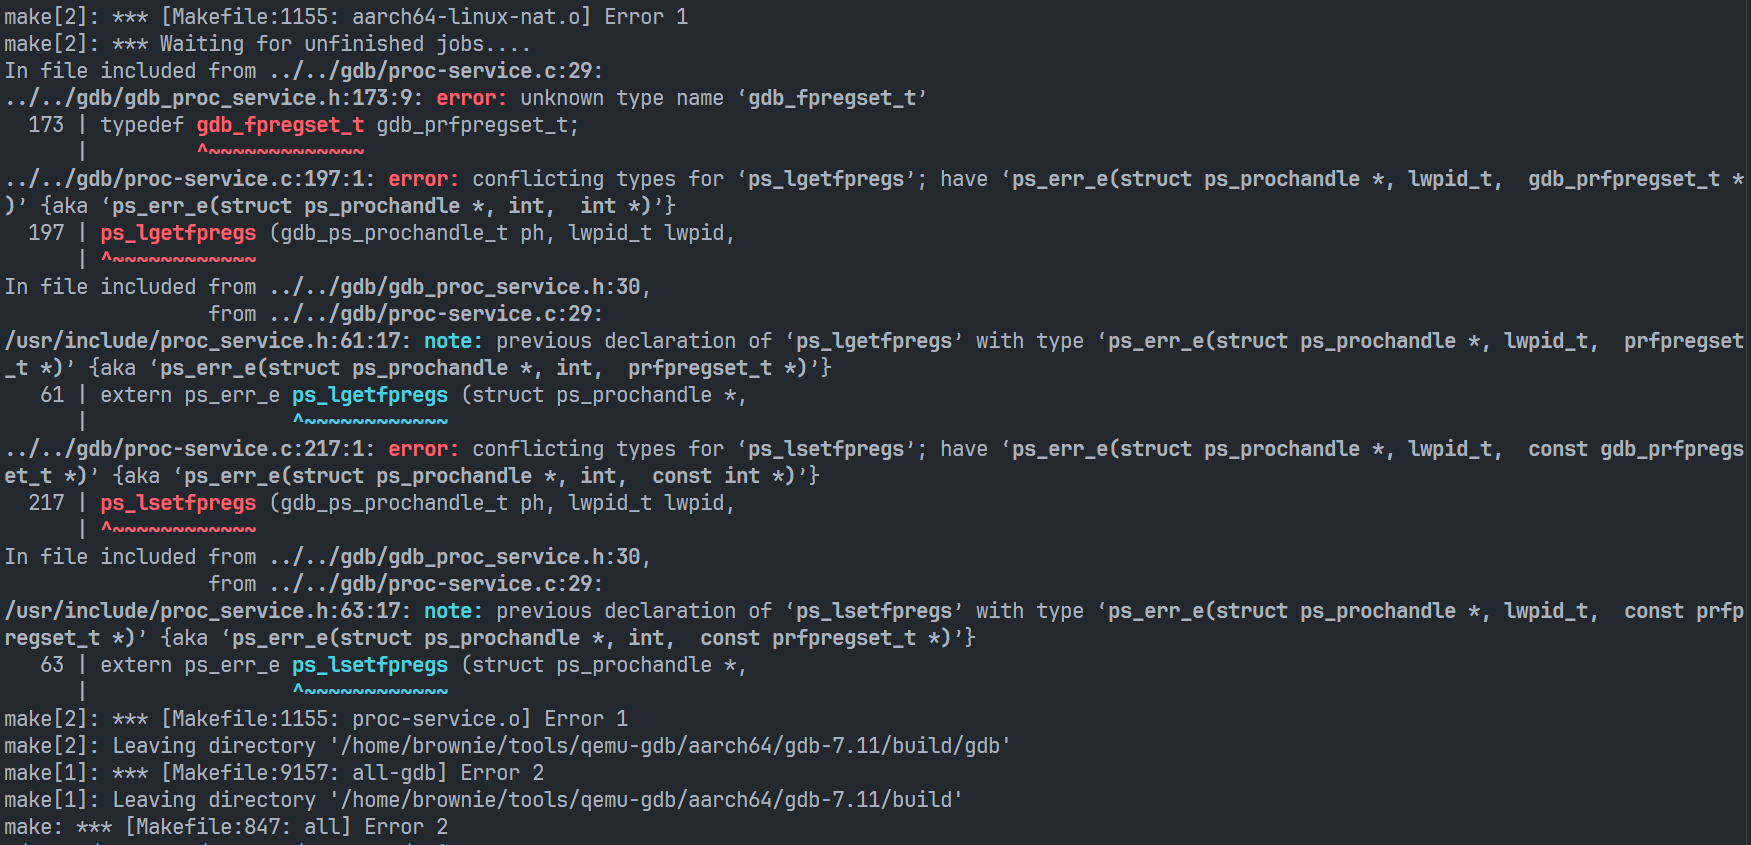 make[2]: *** [Makefile:1155: aarch64-linux-nat.o] Error 1
make[2]: *** Waiting for unfinished jobs....
In file included from ../../gdb/proc-service.c:29:
../../gdb/gdb_proc_service.h:173:9: error: unknown type name ‘gdb_fpregset_t’
  173 | typedef gdb_fpregset_t gdb_prfpregset_t;
      |         ^~~~~~~~~~~~~~
../../gdb/proc-service.c:197:1: error: conflicting types for ‘ps_lgetfpregs’; have ‘ps_err_e(struct ps_prochandle *, lwpid_t,  gdb_prfpregset_t *
)’ {aka ‘ps_err_e(struct ps_prochandle *, int,  int *)’}
  197 | ps_lgetfpregs (gdb_ps_prochandle_t ph, lwpid_t lwpid,
      | ^~~~~~~~~~~~~
In file included from ../../gdb/gdb_proc_service.h:30,
                 from ../../gdb/proc-service.c:29:
/usr/include/proc_service.h:61:17: note: previous declaration of ‘ps_lgetfpregs’ with type ‘ps_err_e(struct ps_prochandle *, lwpid_t,  prfpregset
_t *)’ {aka ‘ps_err_e(struct ps_prochandle *, int,  prfpregset_t *)’}
   61 | extern ps_err_e ps_lgetfpregs (struct ps_prochandle *,
      |                 ^~~~~~~~~~~~~
../../gdb/proc-service.c:217:1: error: conflicting types for ‘ps_lsetfpregs’; have ‘ps_err_e(struct ps_prochandle *, lwpid_t,  const gdb_prfpregs
et_t *)’ {aka ‘ps_err_e(struct ps_prochandle *, int,  const int *)’}
  217 | ps_lsetfpregs (gdb_ps_prochandle_t ph, lwpid_t lwpid,
      | ^~~~~~~~~~~~~
In file included from ../../gdb/gdb_proc_service.h:30,
                 from ../../gdb/proc-service.c:29:
/usr/include/proc_service.h:63:17: note: previous declaration of ‘ps_lsetfpregs’ with type ‘ps_err_e(struct ps_prochandle *, lwpid_t,  const prfp
regset_t *)’ {aka ‘ps_err_e(struct ps_prochandle *, int,  const prfpregset_t *)’}
   63 | extern ps_err_e ps_lsetfpregs (struct ps_prochandle *,
      |                 ^~~~~~~~~~~~~
make[2]: *** [Makefile:1155: proc-service.o] Error 1
make[2]: Leaving directory '/home/brownie/tools/qemu-gdb/aarch64/gdb-7.11/build/gdb'
make[1]: *** [Makefile:9157: all-gdb] Error 2
make[1]: Leaving directory '/home/brownie/tools/qemu-gdb/aarch64/gdb-7.11/build'
make: *** [Makefile:847: all] Error 2